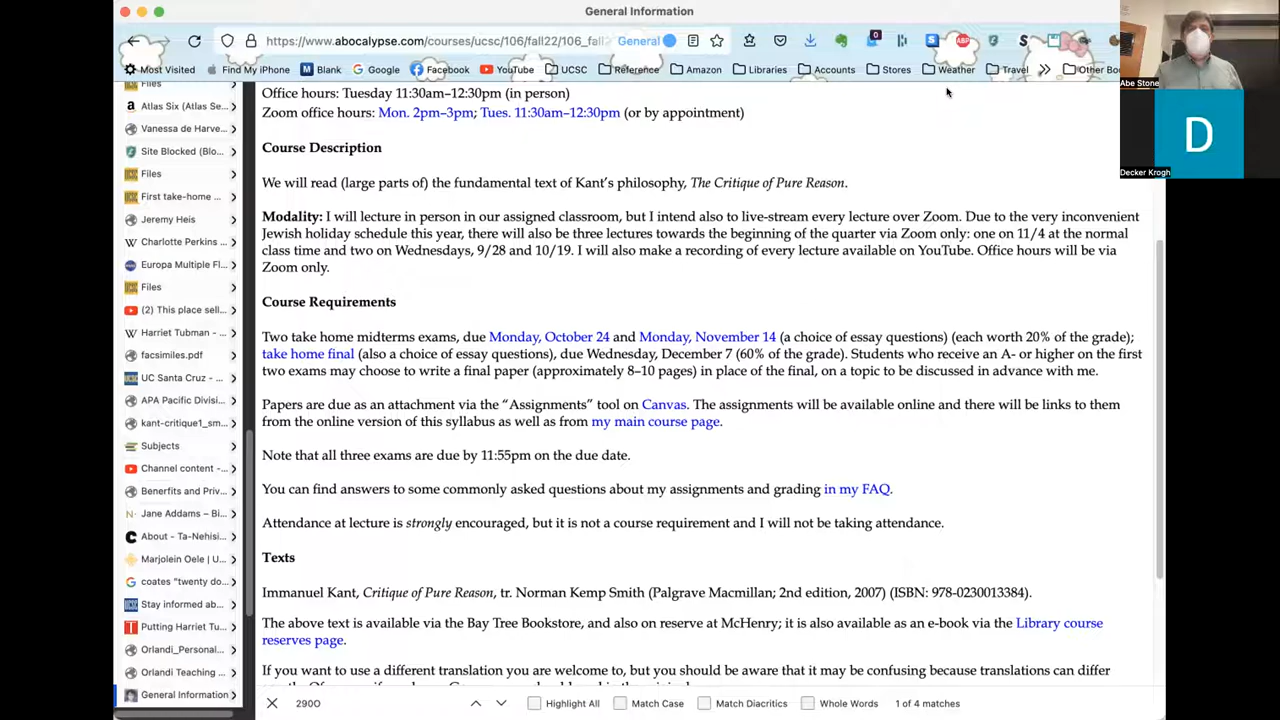 General Information
https://www.abocalypse.com/courses/ucsc/106/fall22/106_fall General
0
ABP
Most Visited Find My iPhone Blank Google Facebook YouTube UCSC Reference Amazon Libraries Accounts Stores Weather Travel Other Boo
Abe Stone
D
Decker Krogh
Files
Atlas Six (Atlas Se...
Vanessa de Harve...
Site Blocked (Blo...
Files
First take-home ...
Jeremy Heis
Charlotte Perkins ...
Europa Multiple Fl...
Files
(2) This place sell...
Harriet Tubman - ...
facsimiles.pdf
UC Santa Cruz - ...
APA Pacific Divisi...
kant-critique1_sm...
Subjects
Channel content -...
Benefits and Priv...
Jane Addams – Bi...
About - Ta-Nehisi...
Marjolein Oele | U...
coates "twenty do...
Stay informed ab...
Putting Harriet Tu...
Orlandi_Personal...
Orlandi Teaching ...
General Information
Office hours: Tuesday 11:30am–12:30pm (in person)
Zoom office hours: Mon. 2pm–3pm; Tues. 11:30am–12:30pm (or by appointment)
Course Description
We will read (large parts of) the fundamental text of Kant's philosophy, The Critique of Pure Reason.
Modality: I will lecture in person in our assigned classroom, but I intend also to live-stream every lecture over Zoom. Due to the very inconvenient
Jewish holiday schedule this year, there will also be three lectures towards the beginning of the quarter via Zoom only: one on 11/4 at the normal
class time and two on Wednesdays, 9/28 and 10/19. I will also make a recording of every lecture available on YouTube. Office hours will be via
Zoom only.
Course Requirements
Two take home midterms exams, due Monday, October 24 and Monday, November 14 (a choice of essay questions) (each worth 20% of the grade);
take home final (also a choice of essay questions), due Wednesday, December 7 (60% of the grade). Students who receive an A- or higher on the first
two exams may choose to write a final paper (approximately 8–10 pages) in place of the final, on a topic to be discussed in advance with me.
Papers are due as an attachment via the "Assignments" tool on Canvas. The assignments will be available online and there will be links to them
from the online version of this syllabus as well as from my main course page.
Note that all three exams are due by 11:55pm on the due date.
You can find answers to some commonly asked questions about my assignments and grading in my FAQ.
Attendance at lecture is strongly encouraged, but it is not a course requirement and I will not be taking attendance.
Texts
Immanuel Kant, Critique of Pure Reason, tr. Norman Kemp Smith (Palgrave Macmillan; 2nd edition, 2007) (ISBN: 978-0230013384).
The above text is available via the Bay Tree Bookstore, and also on reserve at McHenry; it is also available as an e-book via the Library course
reserves page.
If you want to use a different translation you are welcome to, but you should be aware that it may be confusing because translations can differ
2900 Highlight All Match Case Match Diacritics Whole Words 1 of 4 matches